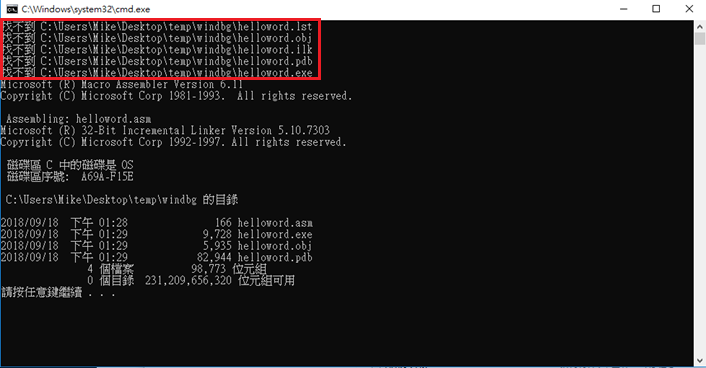 C:\Windows\system32\cmd.exe
找不到 C:\Users\Mike\Desktop\temp\windbg\helloword.lst
找不到 C:\Users\Mike\Desktop\temp\windbg\helloword.obj
找不到 C:\Users\Mike\Desktop\temp\windbg\helloword.ilk
找不到 C:\Users\Mike\Desktop\temp\windbg\helloword.pdb
找不到 C:\Users\Mike\Desktop\temp\windbg\helloword.exe
Microsoft (R) Macro Assembler Version 6.11
Copyright (C) Microsoft Corp 1981-1993.  All rights reserved.
Assembling: helloword.asm
Microsoft (R) 32-Bit Incremental Linker Version 5.10.7303
Copyright (C) Microsoft Corp 1992-1997. All rights reserved.
磁碟區 C 中的磁碟是 OS
磁碟區序號:  A69A-F15E
C:\Users\Mike\Desktop\temp\windbg 的目錄
2018/09/18  下午 01:28               166 helloword.asm
2018/09/18  下午 01:29             9,728 helloword.exe
2018/09/18  下午 01:29             5,935 helloword.obj
2018/09/18  下午 01:29            82,944 helloword.pdb
4 個檔案          98,773 位元組
0 個目錄  231,209,656,320 位元組可用
請按任意鍵繼續 . . .